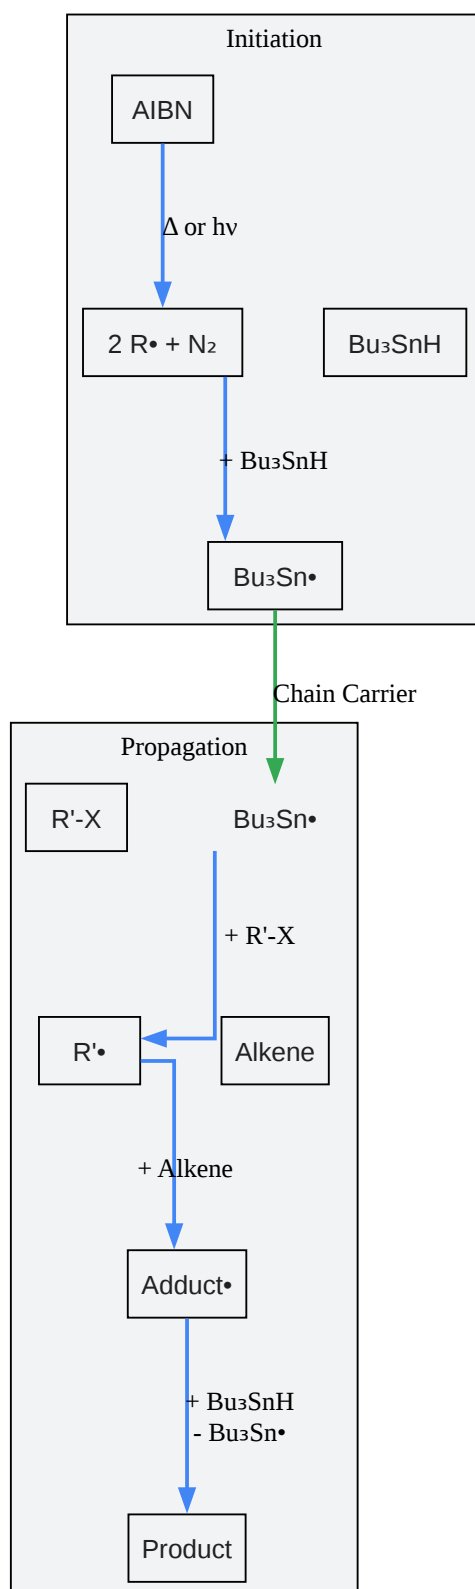 Initiation
AIBN
Δ or hν
2 R• + N₂
Bu₃SnH
+ Bu₃SnH
Bu₃Sn•
Chain Carrier
Propagation
R'-X
Bu₃Sn•
+ R'-X
R'•
Alkene
+ Alkene
Adduct•
+ Bu₃SnH
- Bu₃Sn•
Product